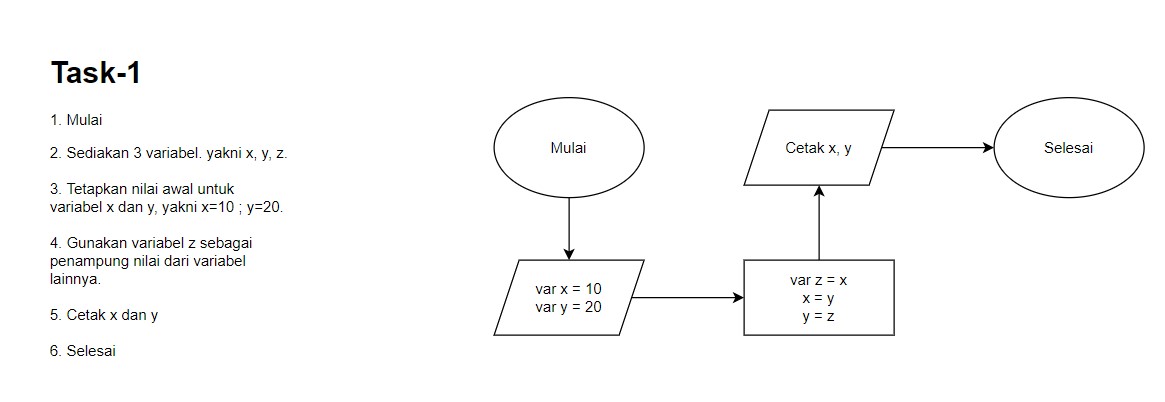 Task-1
1. Mulai
2. Sediakan 3 variabel. yakni x, y, z.
3. Tetapkan nilai awal untuk
variabel x dan y, yakni x=10 ; y=20.
4. Gunakan variabel z sebagai
penampung nilai dari variabel
lainnya.
5. Cetak x dan y
6. Selesai
Mulai
var x = 10
var y = 20
var z = x
x = y
y = z
Cetak x, y
Selesai